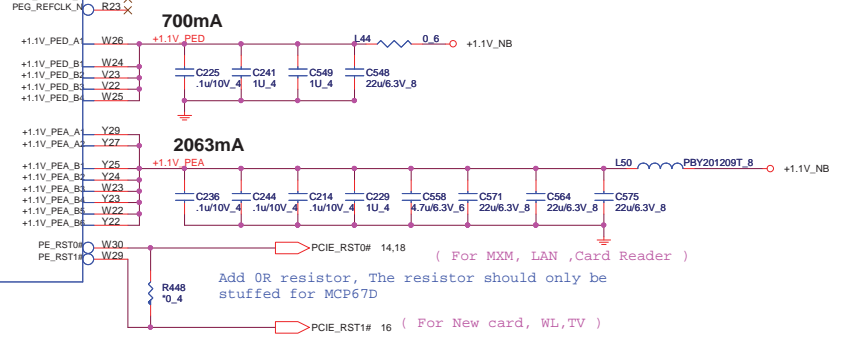 PEG_REFCLK_N R23
700mA
+1.1V_PED_A1 W26 +1.1V_PED L44 0_6 +1.1V_NB
+1.1V_PED_B1 W24
+1.1V_PED_B2 V23
+1.1V_PED_B3 V22
+1.1V_PED_B4 W25
C225 C241 C549 C548
.1u/10V_4 1U_4 1U_4 22u/6.3V_8
2063mA
+1.1V_PEA_A1 Y29
+1.1V_PEA_A2 Y27
+1.1V_PEA_B1 Y25 +1.1V_PEA L50 PBY201209T_8 +1.1V_NB
+1.1V_PEA_B2 Y24
+1.1V_PEA_B3 W23
+1.1V_PEA_B4 Y23
+1.1V_PEA_B5 W22
+1.1V_PEA_B6 Y22
C236 C244 C214 C229 C558 C571 C564 C575
.1u/10V_4 .1u/10V_4 .1u/10V_4 1U_4 4.7u/6.3V_6 22u/6.3V_8 22u/6.3V_8 22u/6.3V_8
PE_RST0# W30 PCIE_RST0# 14,18
PE_RST1# W29
( For MXM, LAN ,Card Reader )
R448
*0_4
Add 0R resistor, The resistor should only be
stuffed for MCP67D
PCIE_RST1# 16 ( For New card, WL,TV )